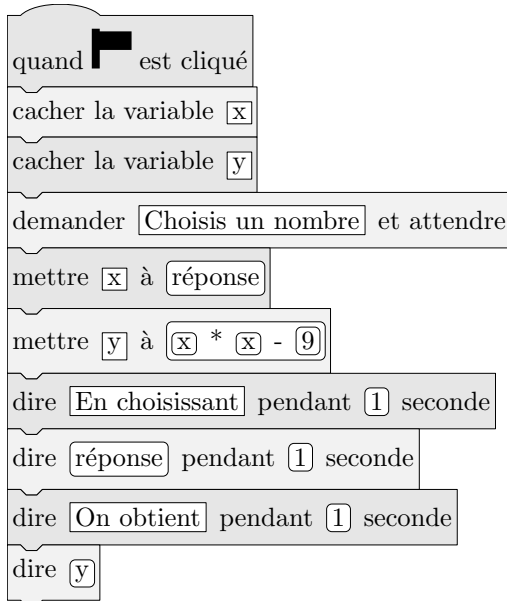 quand est cliqué
cacher la variable x
cacher la variable y
demander Choisis un nombre et attendre
mettre x à réponse
mettre y à x * x - 9
dire En choisissant pendant 1 seconde
dire réponse pendant 1 seconde
dire On obtient pendant 1 seconde
dire y